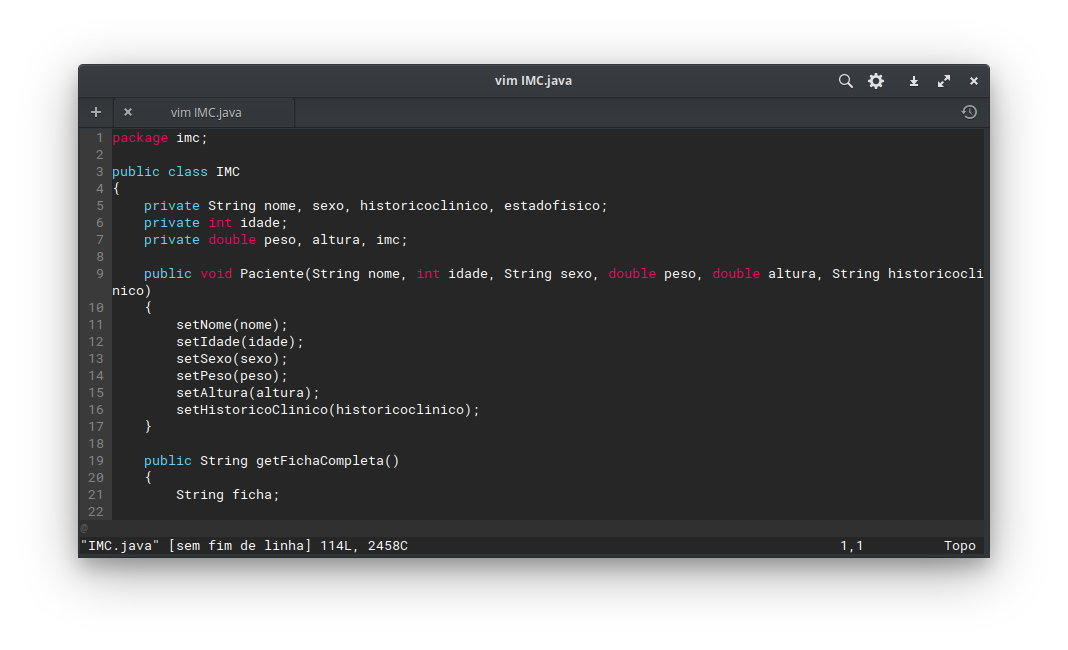 vim IMC.java
vim IMC.java
1 package imc;
2
3 public class IMC
4 {
5     private String nome, sexo, historicoclinico, estadofisico;
6     private int idade;
7     private double peso, altura, imc;
8
9     public void Paciente(String nome, int idade, String sexo, double peso, double altura, String historicocli
nico)
10     {
11         setNome(nome);
12         setIdade(idade);
13         setSexo(sexo);
14         setPeso(peso);
15         setAltura(altura);
16         setHistoricoClinico(historicoclinico);
17     }
18
19     public String getFichaCompleta()
20     {
21         String ficha;
22
@
"IMC.java" [sem fim de linha] 114L, 2458C 1,1 Topo